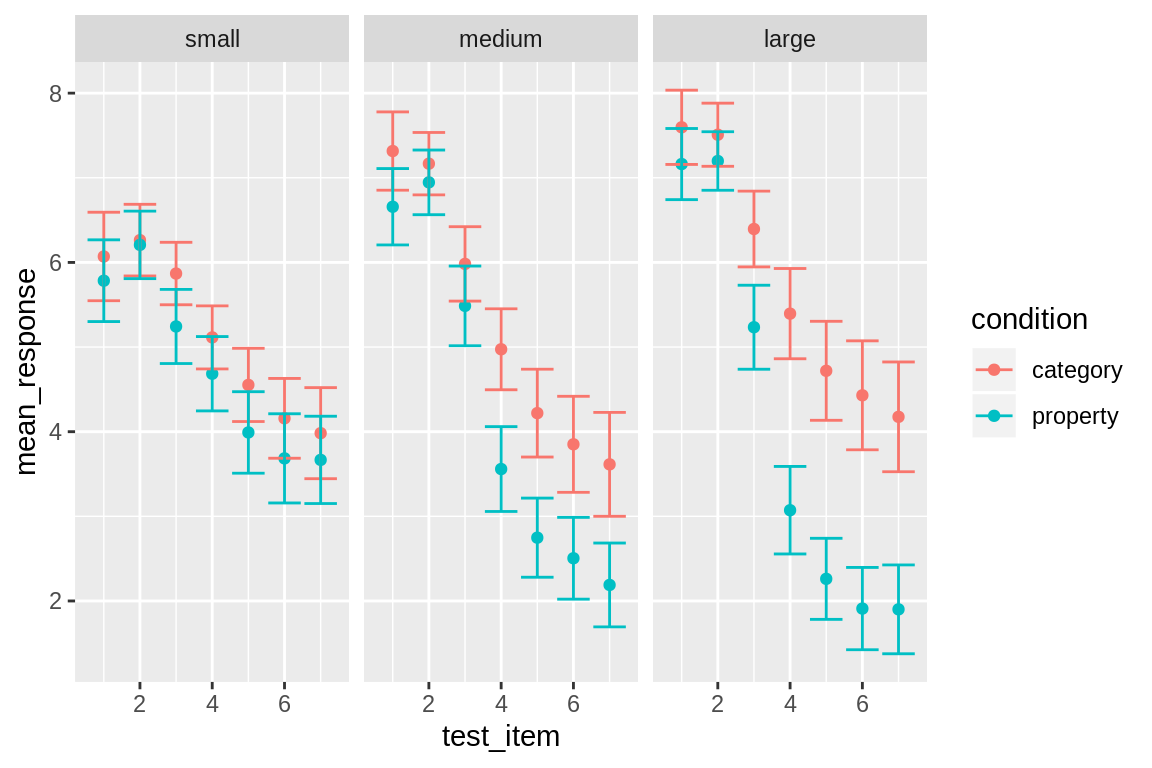 small medium large
8
6
4
2
mean_response
2 4 6 2 4 6 2 4 6
test_item
condition
category
property